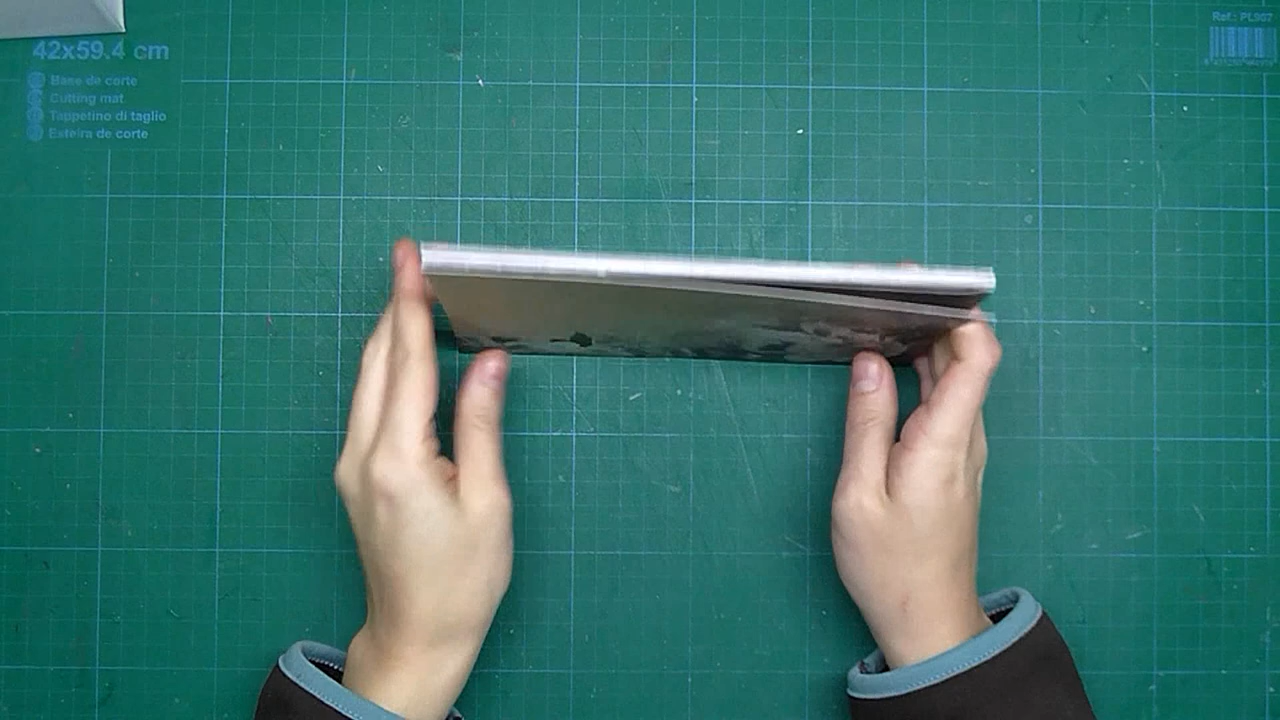 42x59.4 cm
Base de corte
Cutting mat
Tappetino di taglio
Esteira de corte
Ref.: PL907